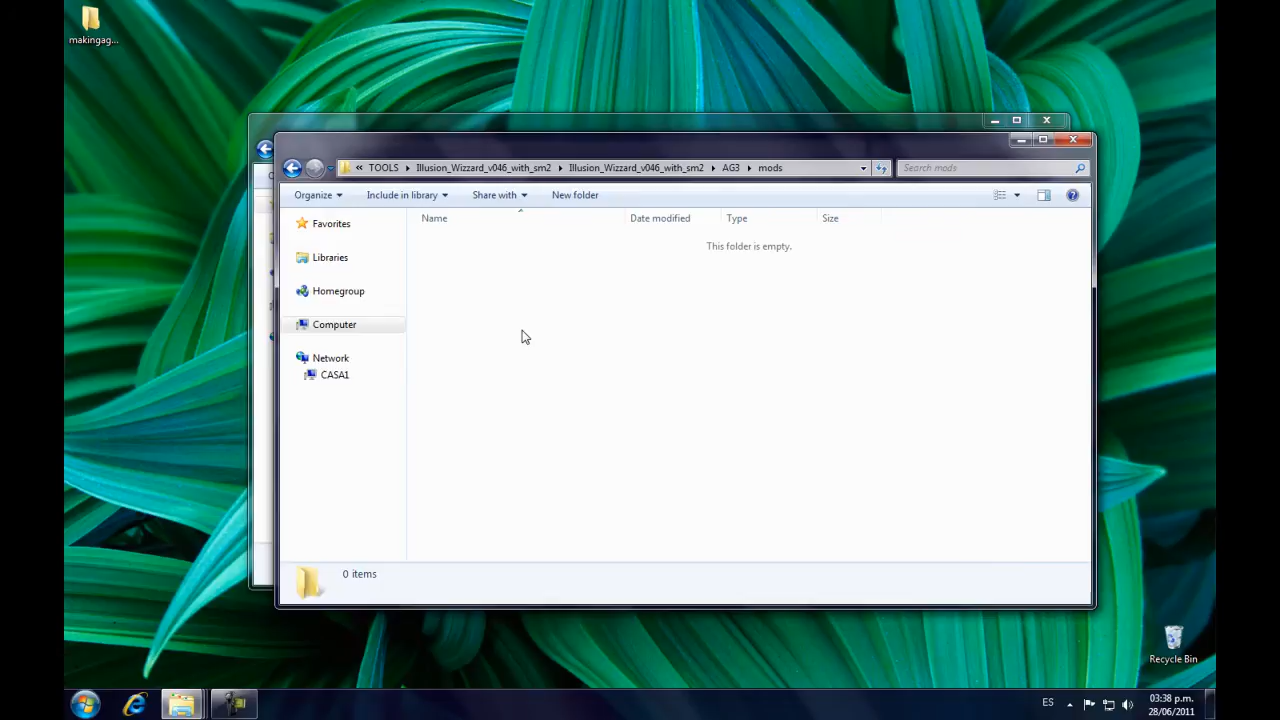 makingag...
« TOOLS Illusion_Wizzard_v046_with_sm2 Illusion_Wizzard_v046_with_sm2 AG3 mods
Search mods
Organize Include in library Share with New folder
Name Date modified Type Size
This folder is empty.
Favorites
Libraries
Homegroup
Computer
Network
CASA1
0 items
Recycle Bin
ES
03:38 p.m.
28/06/2011